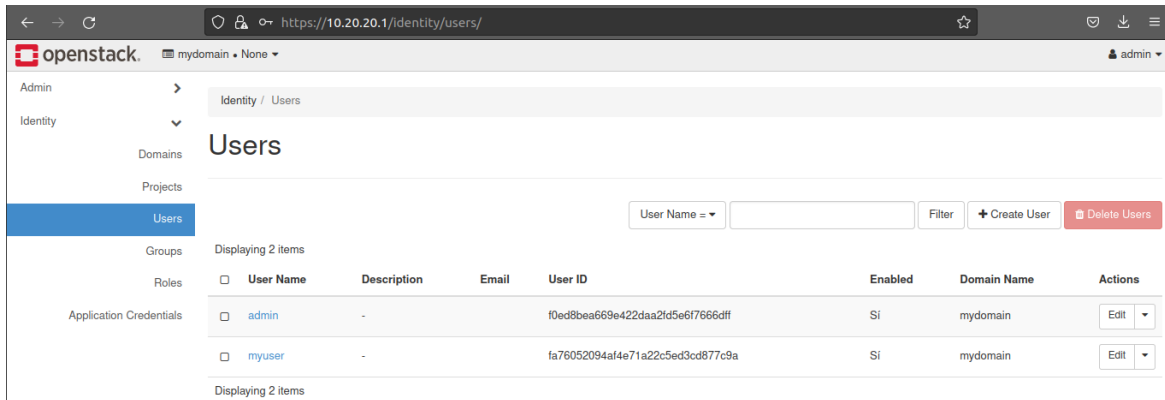 https://10.20.20.1/identity/users/
openstack. mydomain • None admin
Admin
Identity
Domains
Projects
Users
Groups
Roles
Application Credentials
Identity / Users
Users
User Name = Filter + Create User Delete Users
Displaying 2 items
User Name Description Email User ID Enabled Domain Name Actions
admin - f0ed8bea669e422daa2fd5e6f7666dff Sí mydomain Edit
myuser - fa76052094af4e71a22c5ed3cd877c9a Sí mydomain Edit
Displaying 2 items